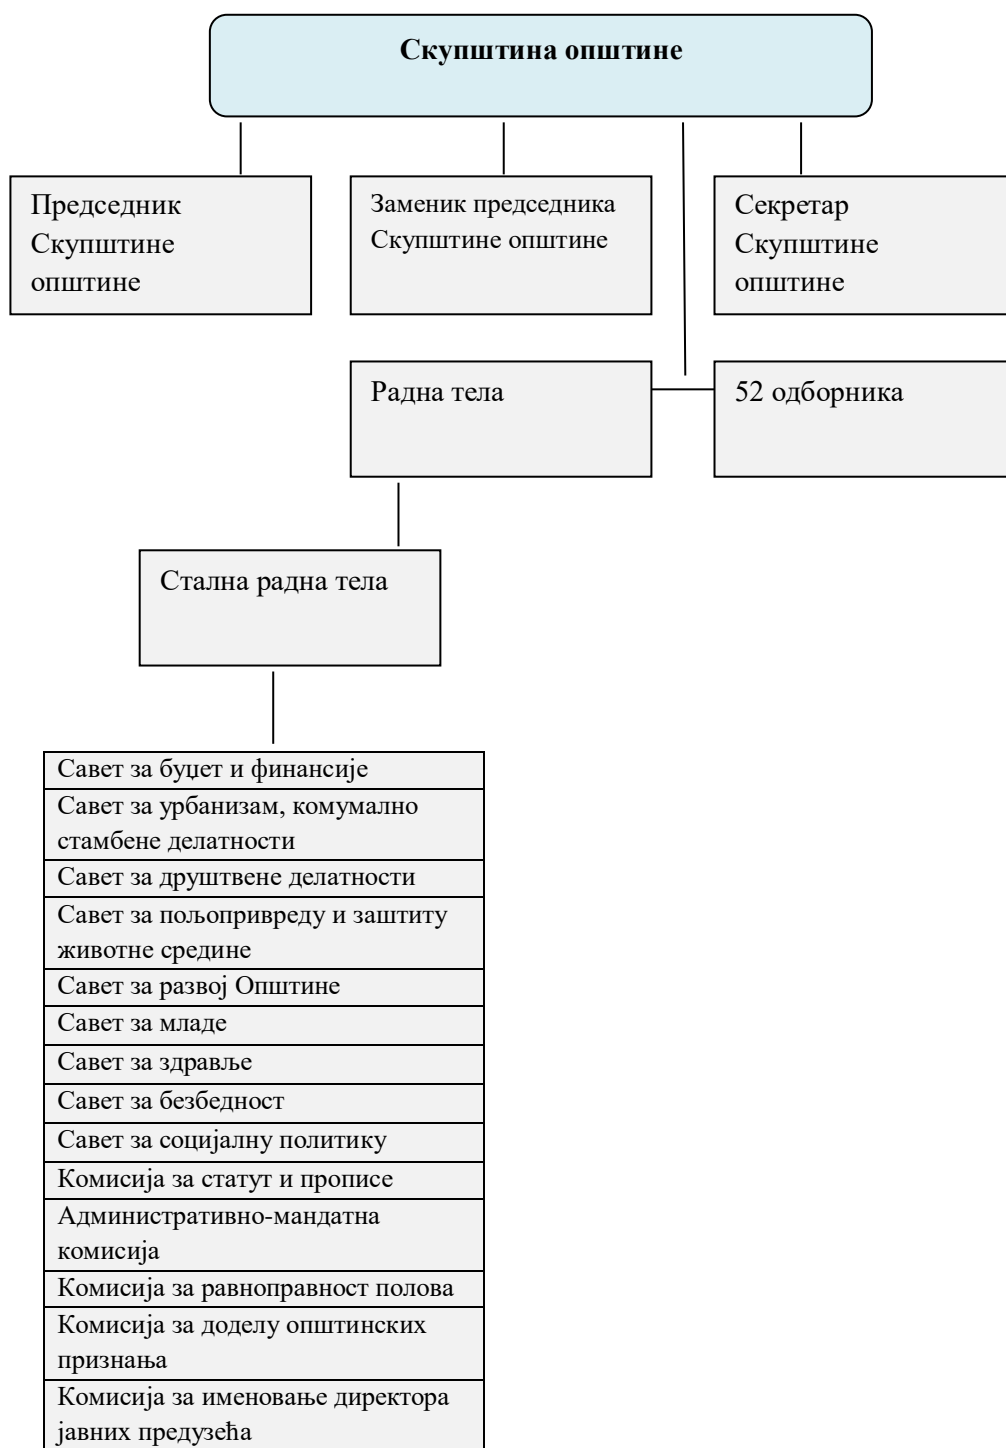 Скупштина општине
Председник
Скупштине
општине
Заменик председника
Скупштине општине
Секретар
Скупштине
општине
Радна тела
52 одборника
Стална радна тела
Савет за буџет и финансије
Савет за урбанизам, комумално
стамбене делатности
Савет за друштвене делатности
Савет за пољопривреду и заштиту
животне средине
Савет за развој Општине
Савет за младе
Савет за здравље
Савет за безбедност
Савет за социјалну политику
Комисија за статут и прописе
Административно-мандатна
комисија
Комисија за равноправност полова
Комисија за доделу општинских
признања
Комисија за именовање директора
јавних предузећа